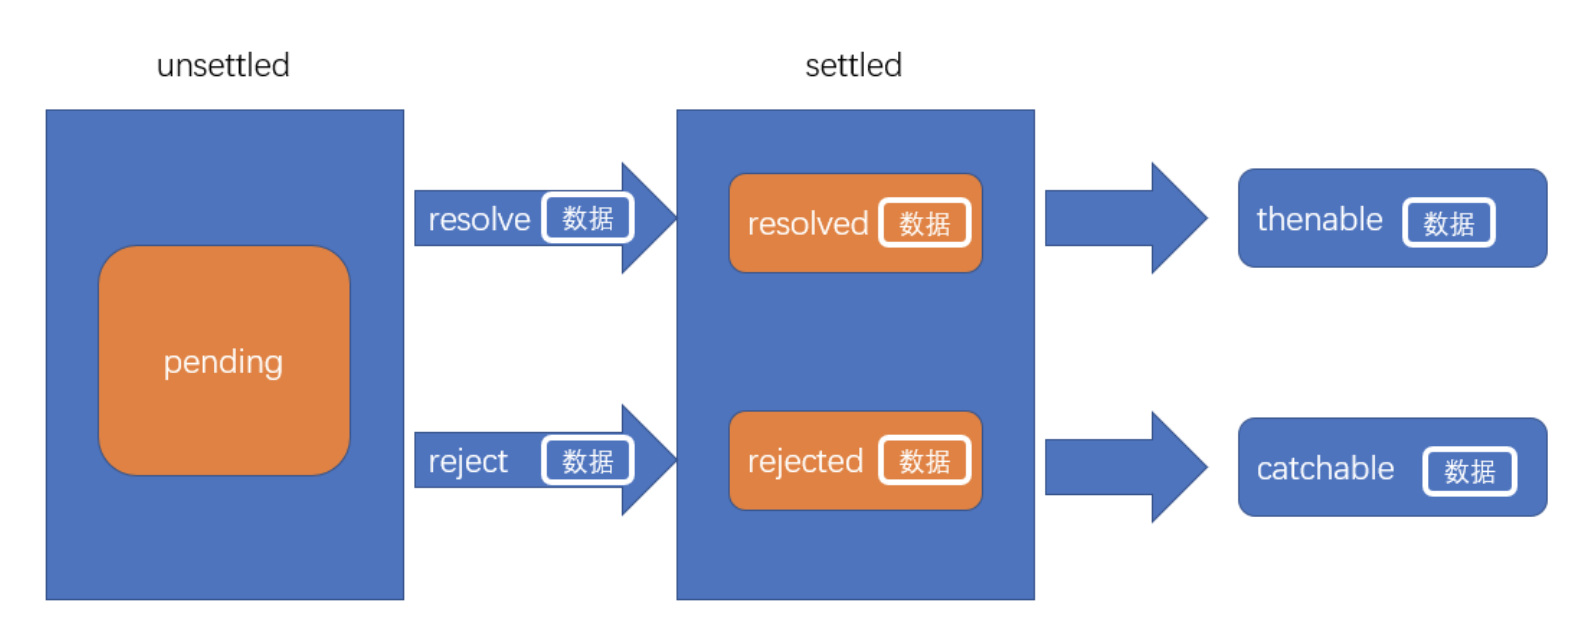 unsettled
settled
pending
resolve 数据
resolved 数据
thenable 数据
reject 数据
rejected 数据
catchable 数据